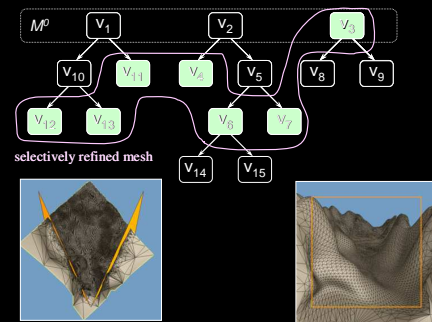 M⁰ v₁ v₂ v₃
v₁₀ v₁₁ v₄ v₅ v₈ v₉
v₁₂ v₁₃ v₆ v₇
selectively refined mesh
v₁₄ v₁₅